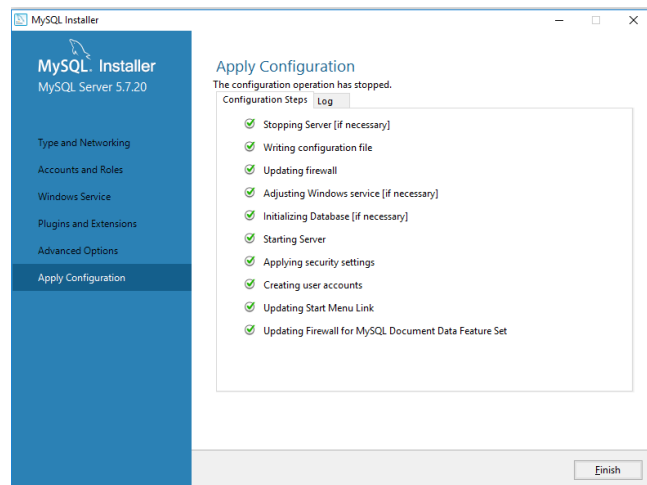 MySQL Installer
MySQL. Installer
MySQL Server 5.7.20
Type and Networking
Accounts and Roles
Windows Service
Plugins and Extensions
Advanced Options
Apply Configuration
Apply Configuration
The configuration operation has stopped.
Configuration Steps Log
Stopping Server [if necessary]
Writing configuration file
Updating firewall
Adjusting Windows service [if necessary]
Initializing Database [if necessary]
Starting Server
Applying security settings
Creating user accounts
Updating Start Menu Link
Updating Firewall for MySQL Document Data Feature Set
Finish